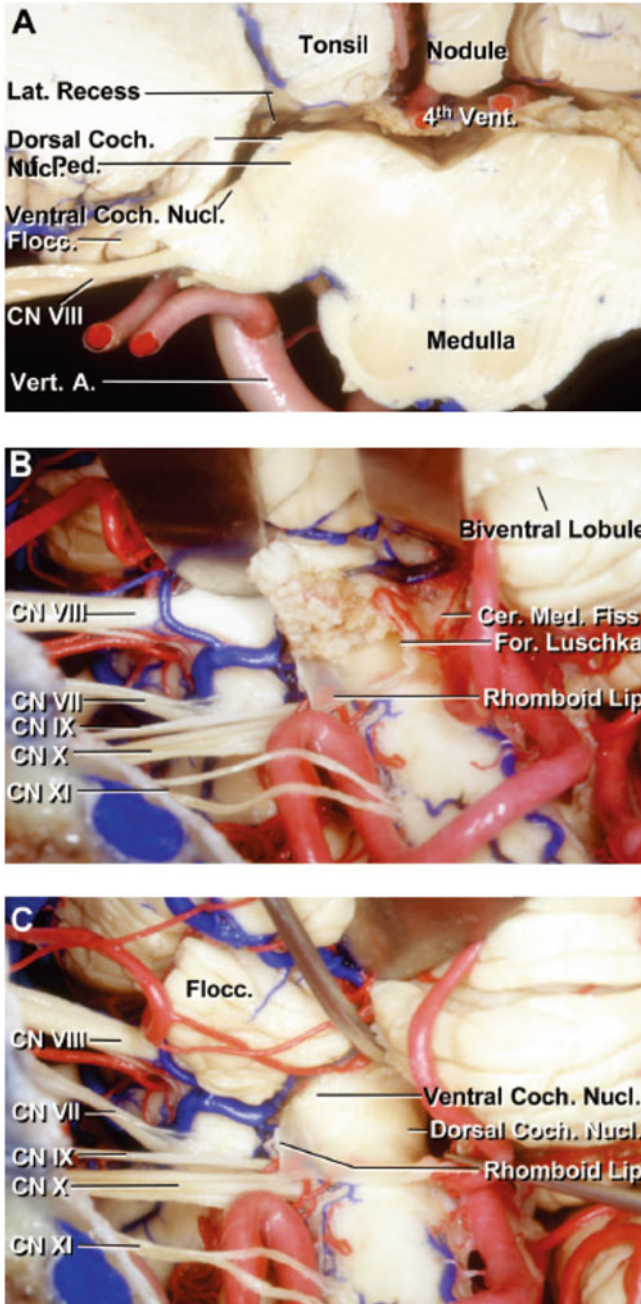 A
Tonsil
Nodule
Lat. Recess
4th Vent.
Dorsal Coch.
Nucl.
Inf. Ped.
Ventral Coch. Nucl.
Flocc.
CN VIII
Medulla
Vert. A.
B
Biventral Lobule
CN VIII
Cer. Med. Fiss
For. Luschka
CN VII
Rhomboid Lip
CN IX
CN X
CN XI
C
Flocc.
CN VIII
Ventral Coch. Nucl.
CN VII
Dorsal Coch. Nucl.
CN IX
Rhomboid Lip
CN X
CN XI